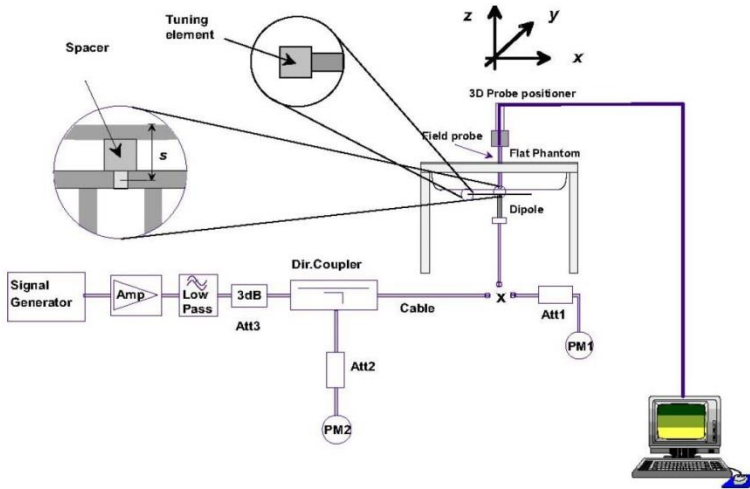 Tuning
element
Spacer
z
y
x
3D Probe positioner
s
Field probe
Flat Phantom
Dipole
Dir.Coupler
Signal
Generator
Amp
Low
Pass
3dB
Cable
x
Att3
Att1
PM1
Att2
PM2